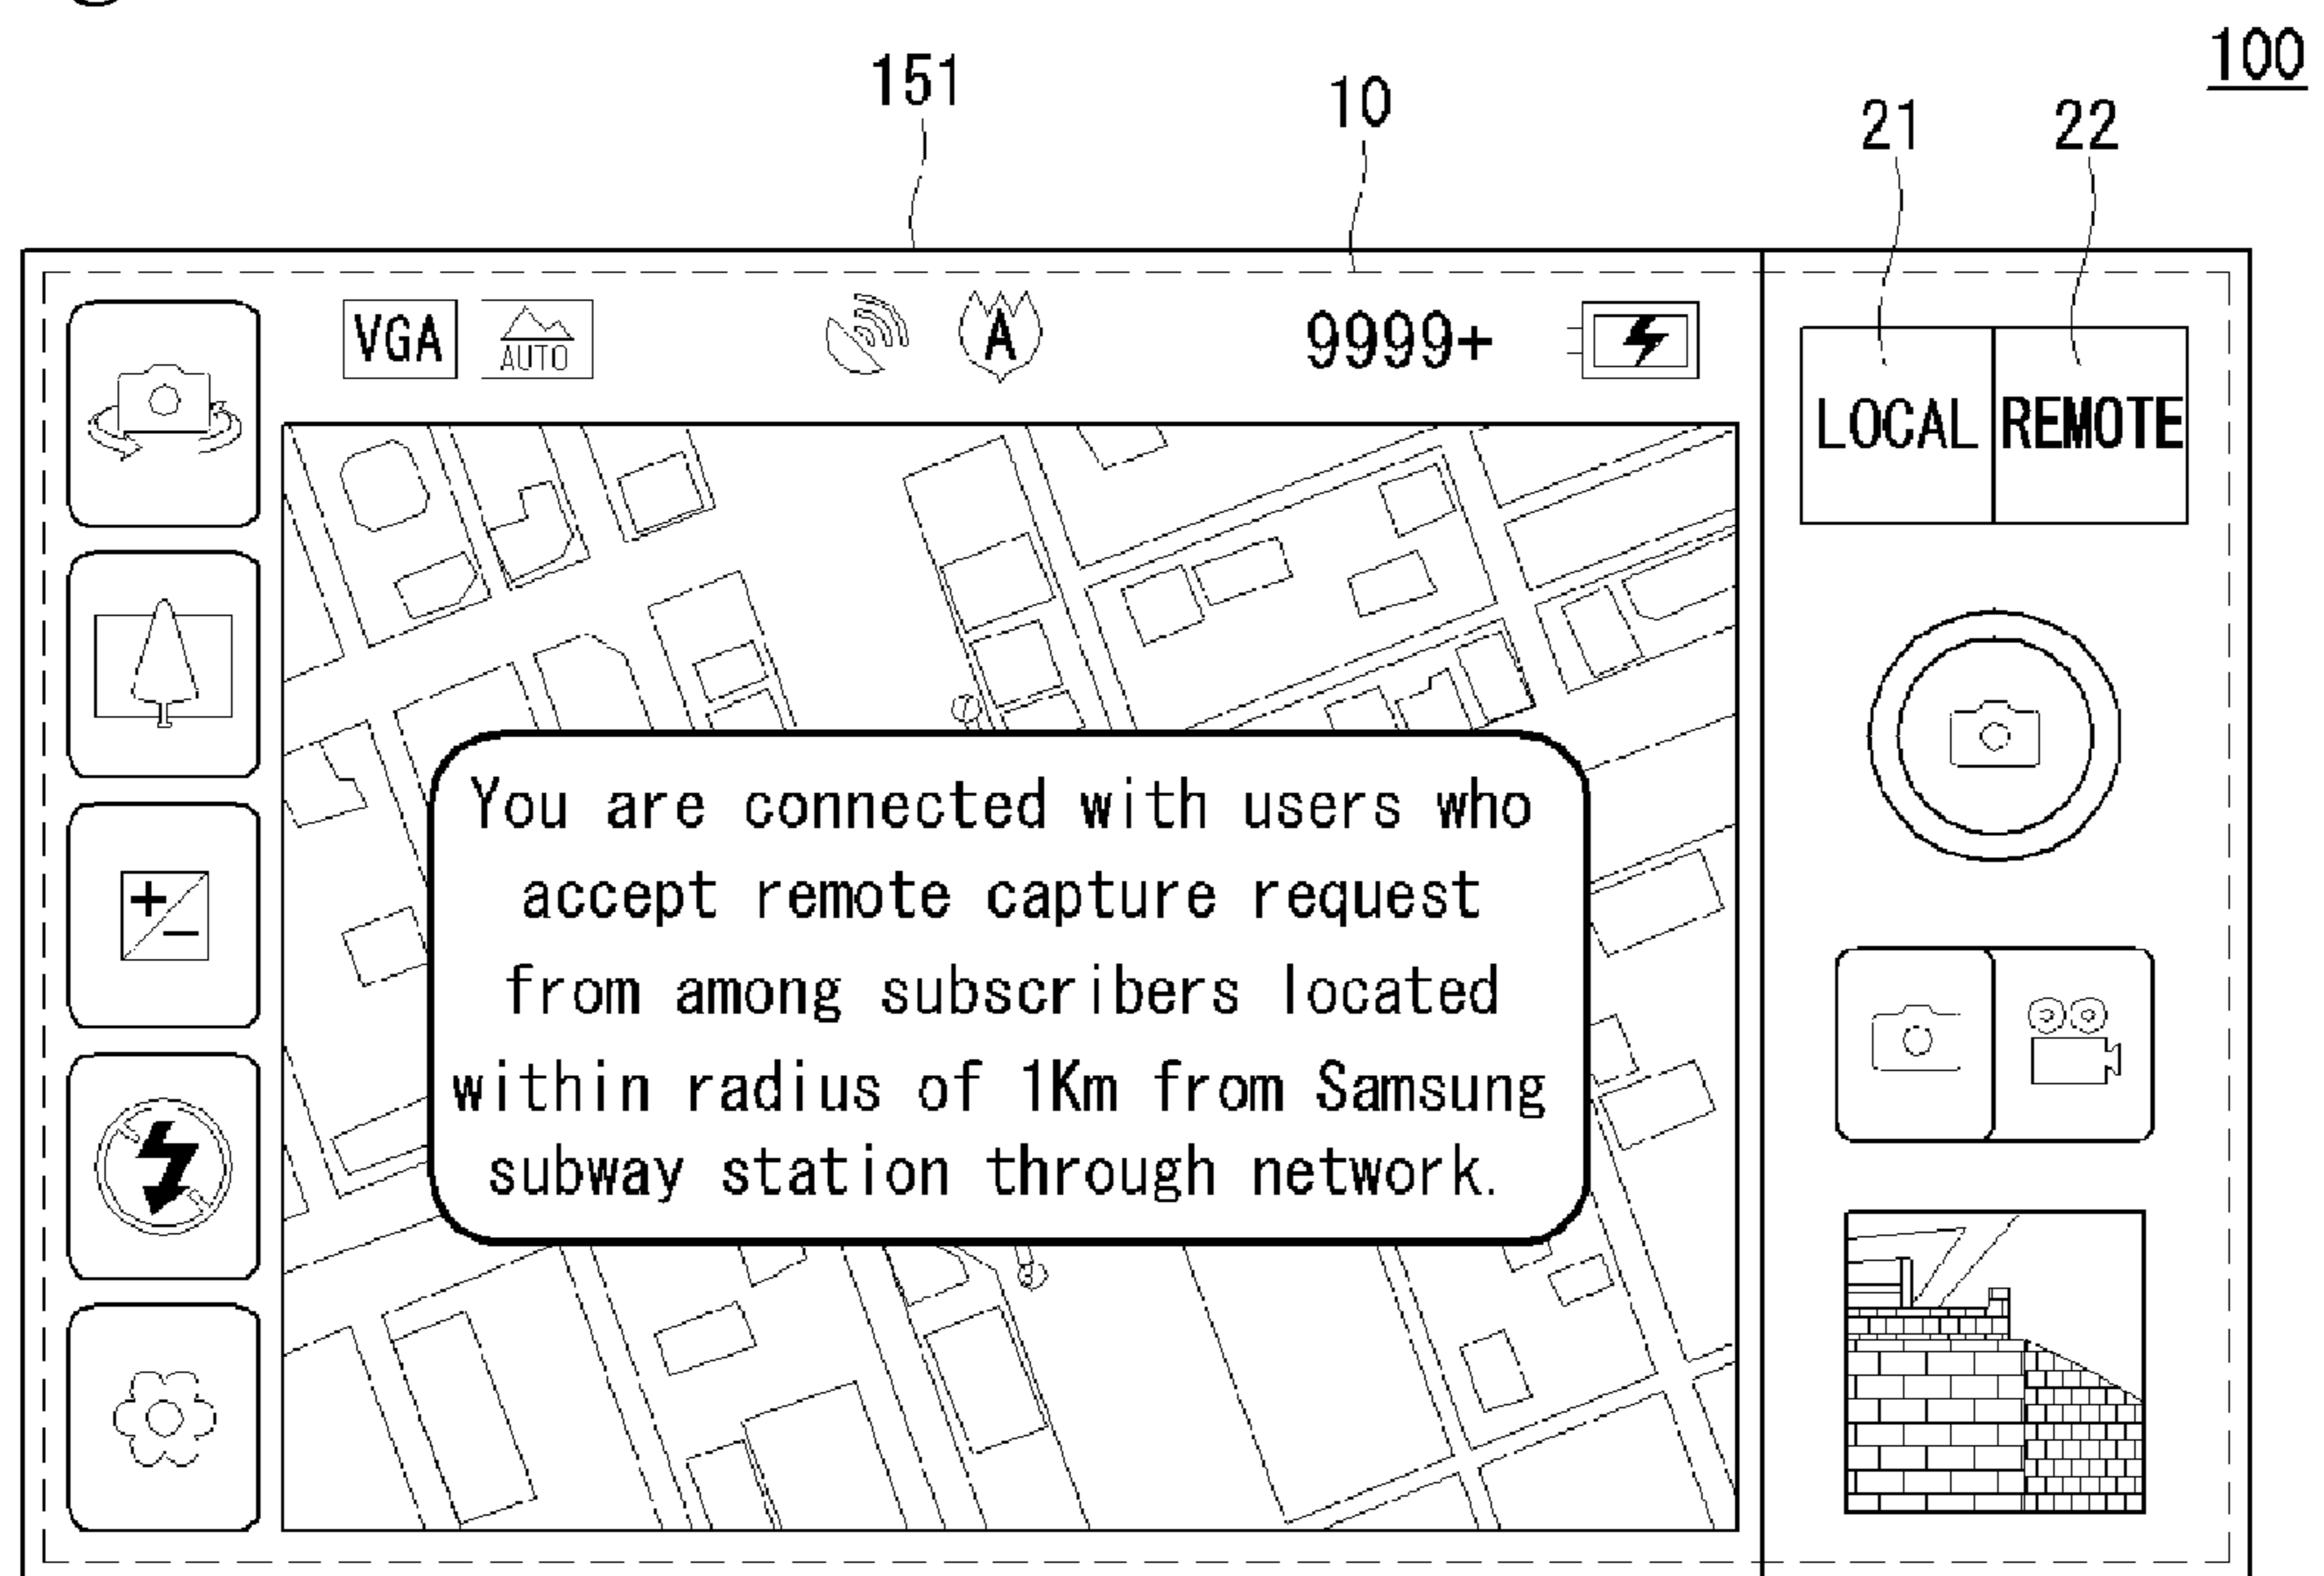 100
151
10
21
22
VGA
AUTO
A
9999+
LOCAL
REMOTE
You are connected with users who
accept remote capture request
from among subscribers located
within radius of 1Km from Samsung
subway station through network.